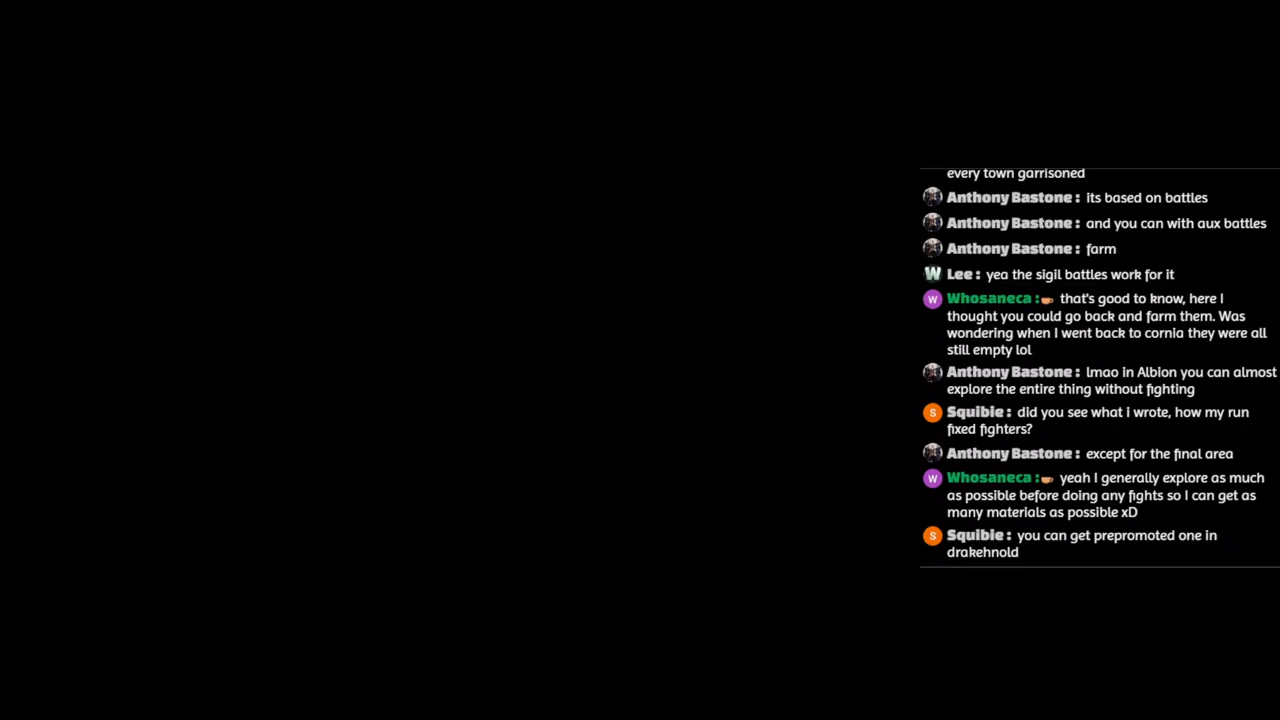 every town garrisoned
Anthony Bastone : its based on battles
Anthony Bastone : and you can with aux battles
Anthony Bastone : farm
W Lee : yea the sigil battles work for it
W Whosaneca : that's good to know, here I
thought you could go back and farm them. Was
wondering when I went back to cornia they were all
still empty lol
Anthony Bastone : lmao in Albion you can almost
explore the entire thing without fighting
S Squibie : did you see what i wrote, how my run
fixed fighters?
Anthony Bastone : except for the final area
W Whosaneca : yeah I generally explore as much
as possible before doing any fights so I can get as
many materials as possible xD
S Squibie : you can get prepromoted one in
drakehnold